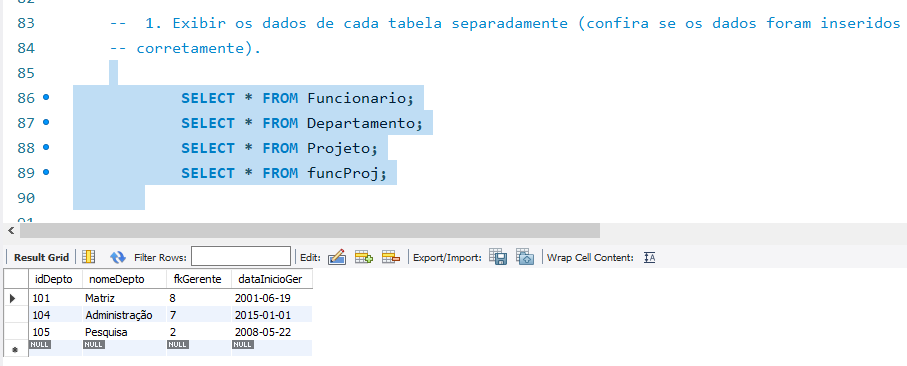 83 -- 1. Exibir os dados de cada tabela separadamente (confira se os dados foram inseridos
84 -- corretamente).
85
86 SELECT * FROM Funcionario;
87 SELECT * FROM Departamento;
88 SELECT * FROM Projeto;
89 SELECT * FROM funcProj;
90
Result Grid Filter Rows: Edit: Export/Import: Wrap Cell Content: IA
idDepto nomeDepto fkGerente dataInicioGer
101 Matriz 8 2001-06-19
104 Administração 7 2015-01-01
105 Pesquisa 2 2008-05-22
NULL NULL NULL NULL